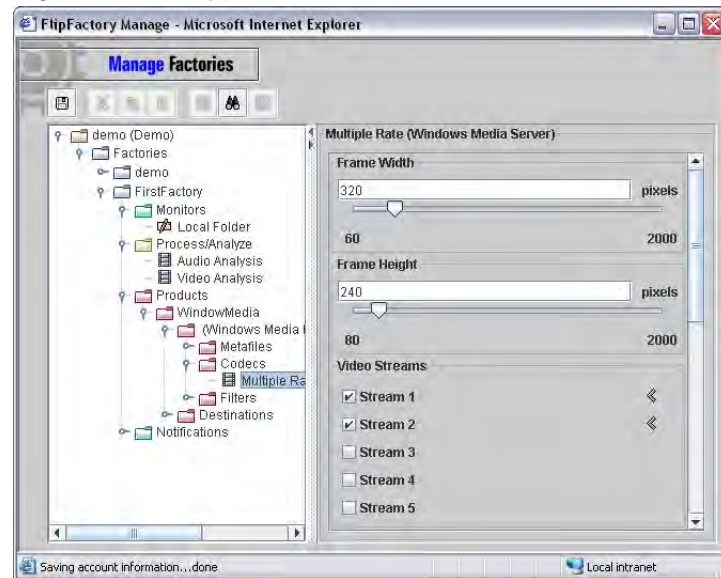 FlipFactory Manage - Microsoft Internet Explorer
Manage Factories
demo (Demo)
Factories
demo
FirstFactory
Monitors
Local Folder
Process/Analyze
Audio Analysis
Video Analysis
Products
WindowMedia
(Windows Media
Metafiles
Codecs
Multiple Ra
Filters
Destinations
Notifications
Multiple Rate (Windows Media Server)
Frame Width
320 pixels
60 2000
Frame Height
240 pixels
80 2000
Video Streams
Stream 1
Stream 2
Stream 3
Stream 4
Stream 5
Saving account information...done
Local intranet